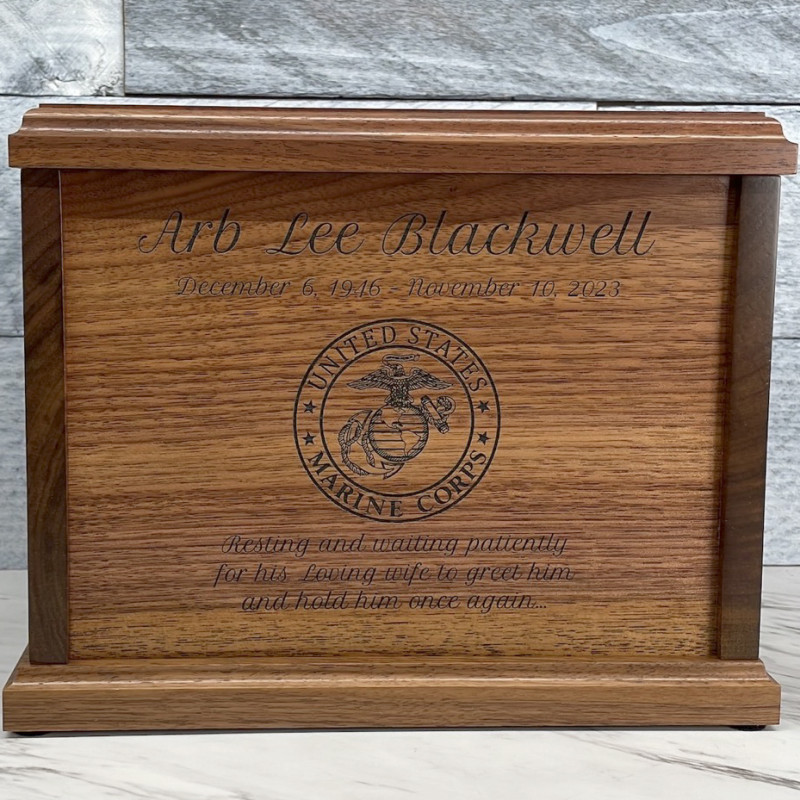 Arb Lee Blackwell
December 6, 1946 - November 10, 2023
UNITED STATES
MARINE CORPS
Resting and waiting patiently
for his Loving wife to greet him
and hold him once again...